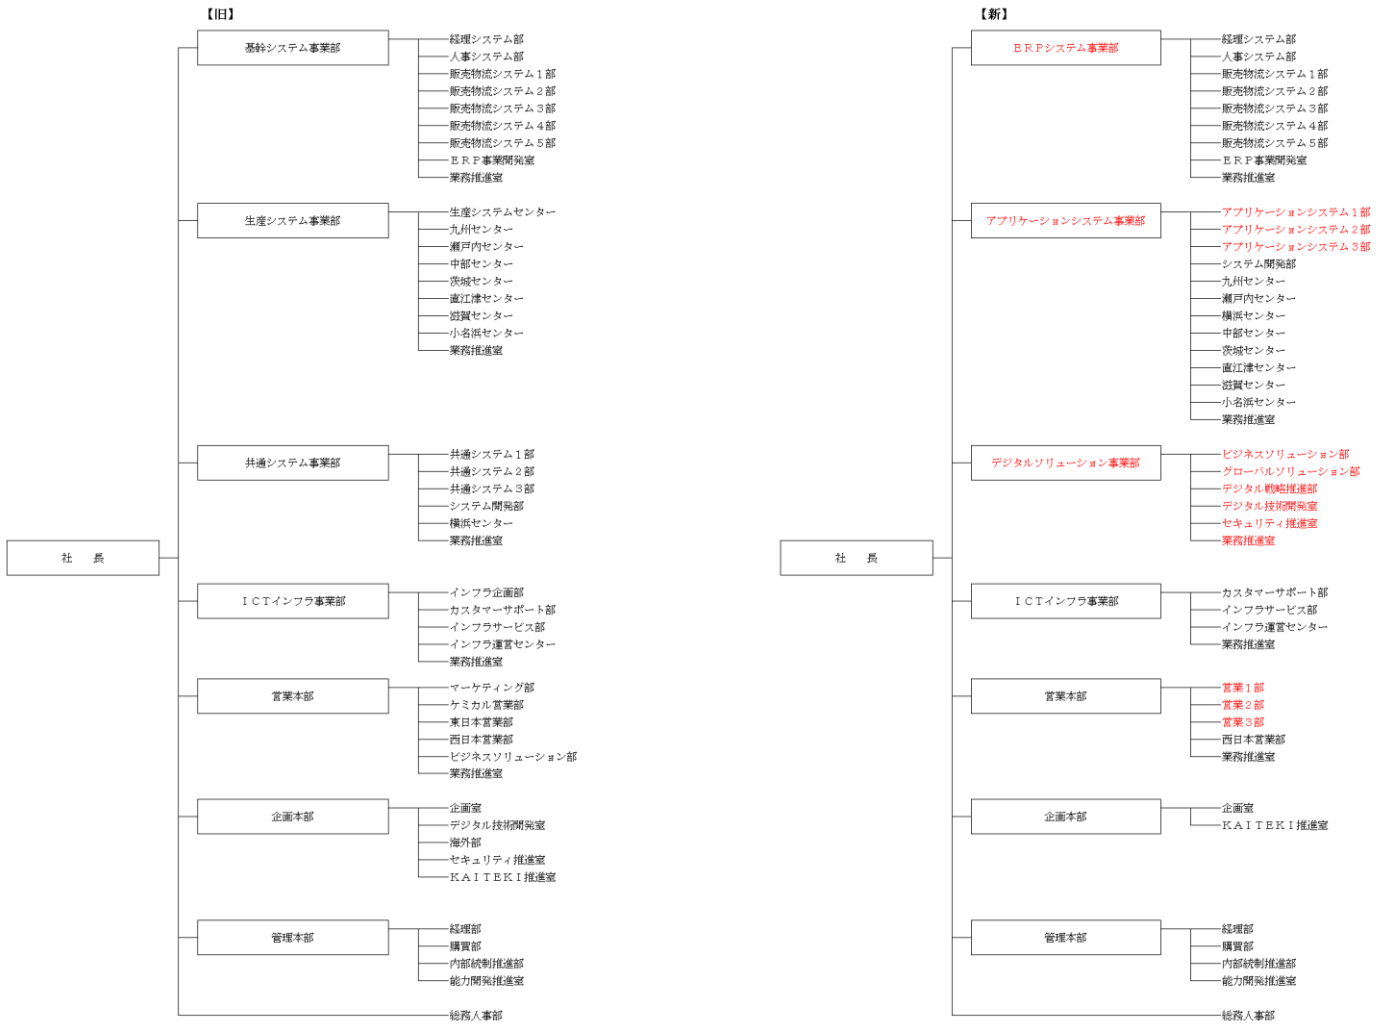 【旧】
基幹システム事業部
経理システム部
人事システム部
販売物流システム１部
販売物流システム２部
販売物流システム３部
販売物流システム４部
販売物流システム５部
ＥＲＰ事業開発室
業務推進室
生産システム事業部
生産システムセンター
九州センター
瀬戸内センター
中部センター
茨城センター
直江津センター
滋賀センター
小名浜センター
業務推進室
共通システム事業部
共通システム１部
共通システム２部
共通システム３部
システム開発部
横浜センター
業務推進室
社　長
ＩＣＴインフラ事業部
インフラ企画部
カスタマーサポート部
インフラサービス部
インフラ運営センター
業務推進室
営業本部
マーケティング部
ケミカル営業部
東日本営業部
西日本営業部
ビジネスソリューション部
業務推進室
企画本部
企画室
デジタル技術開発室
海外部
セキュリティ推進室
ＫＡＩＴＥＫＩ推進室
管理本部
経理部
購買部
内部統制推進部
能力開発推進室
総務人事部
【新】
ＥＲＰシステム事業部
経理システム部
人事システム部
販売物流システム１部
販売物流システム２部
販売物流システム３部
販売物流システム４部
販売物流システム５部
ＥＲＰ事業開発室
業務推進室
アプリケーションシステム事業部
アプリケーションシステム１部
アプリケーションシステム２部
アプリケーションシステム３部
システム開発部
九州センター
瀬戸内センター
横浜センター
中部センター
茨城センター
直江津センター
滋賀センター
小名浜センター
業務推進室
デジタルソリューション事業部
ビジネスソリューション部
グローバルソリューション部
デジタル戦略推進部
デジタル技術開発室
セキュリティ推進室
業務推進室
社　長
ＩＣＴインフラ事業部
カスタマーサポート部
インフラサービス部
インフラ運営センター
業務推進室
営業本部
営業１部
営業２部
営業３部
西日本営業部
業務推進室
企画本部
企画室
ＫＡＩＴＥＫＩ推進室
管理本部
経理部
購買部
内部統制推進部
能力開発推進室
総務人事部